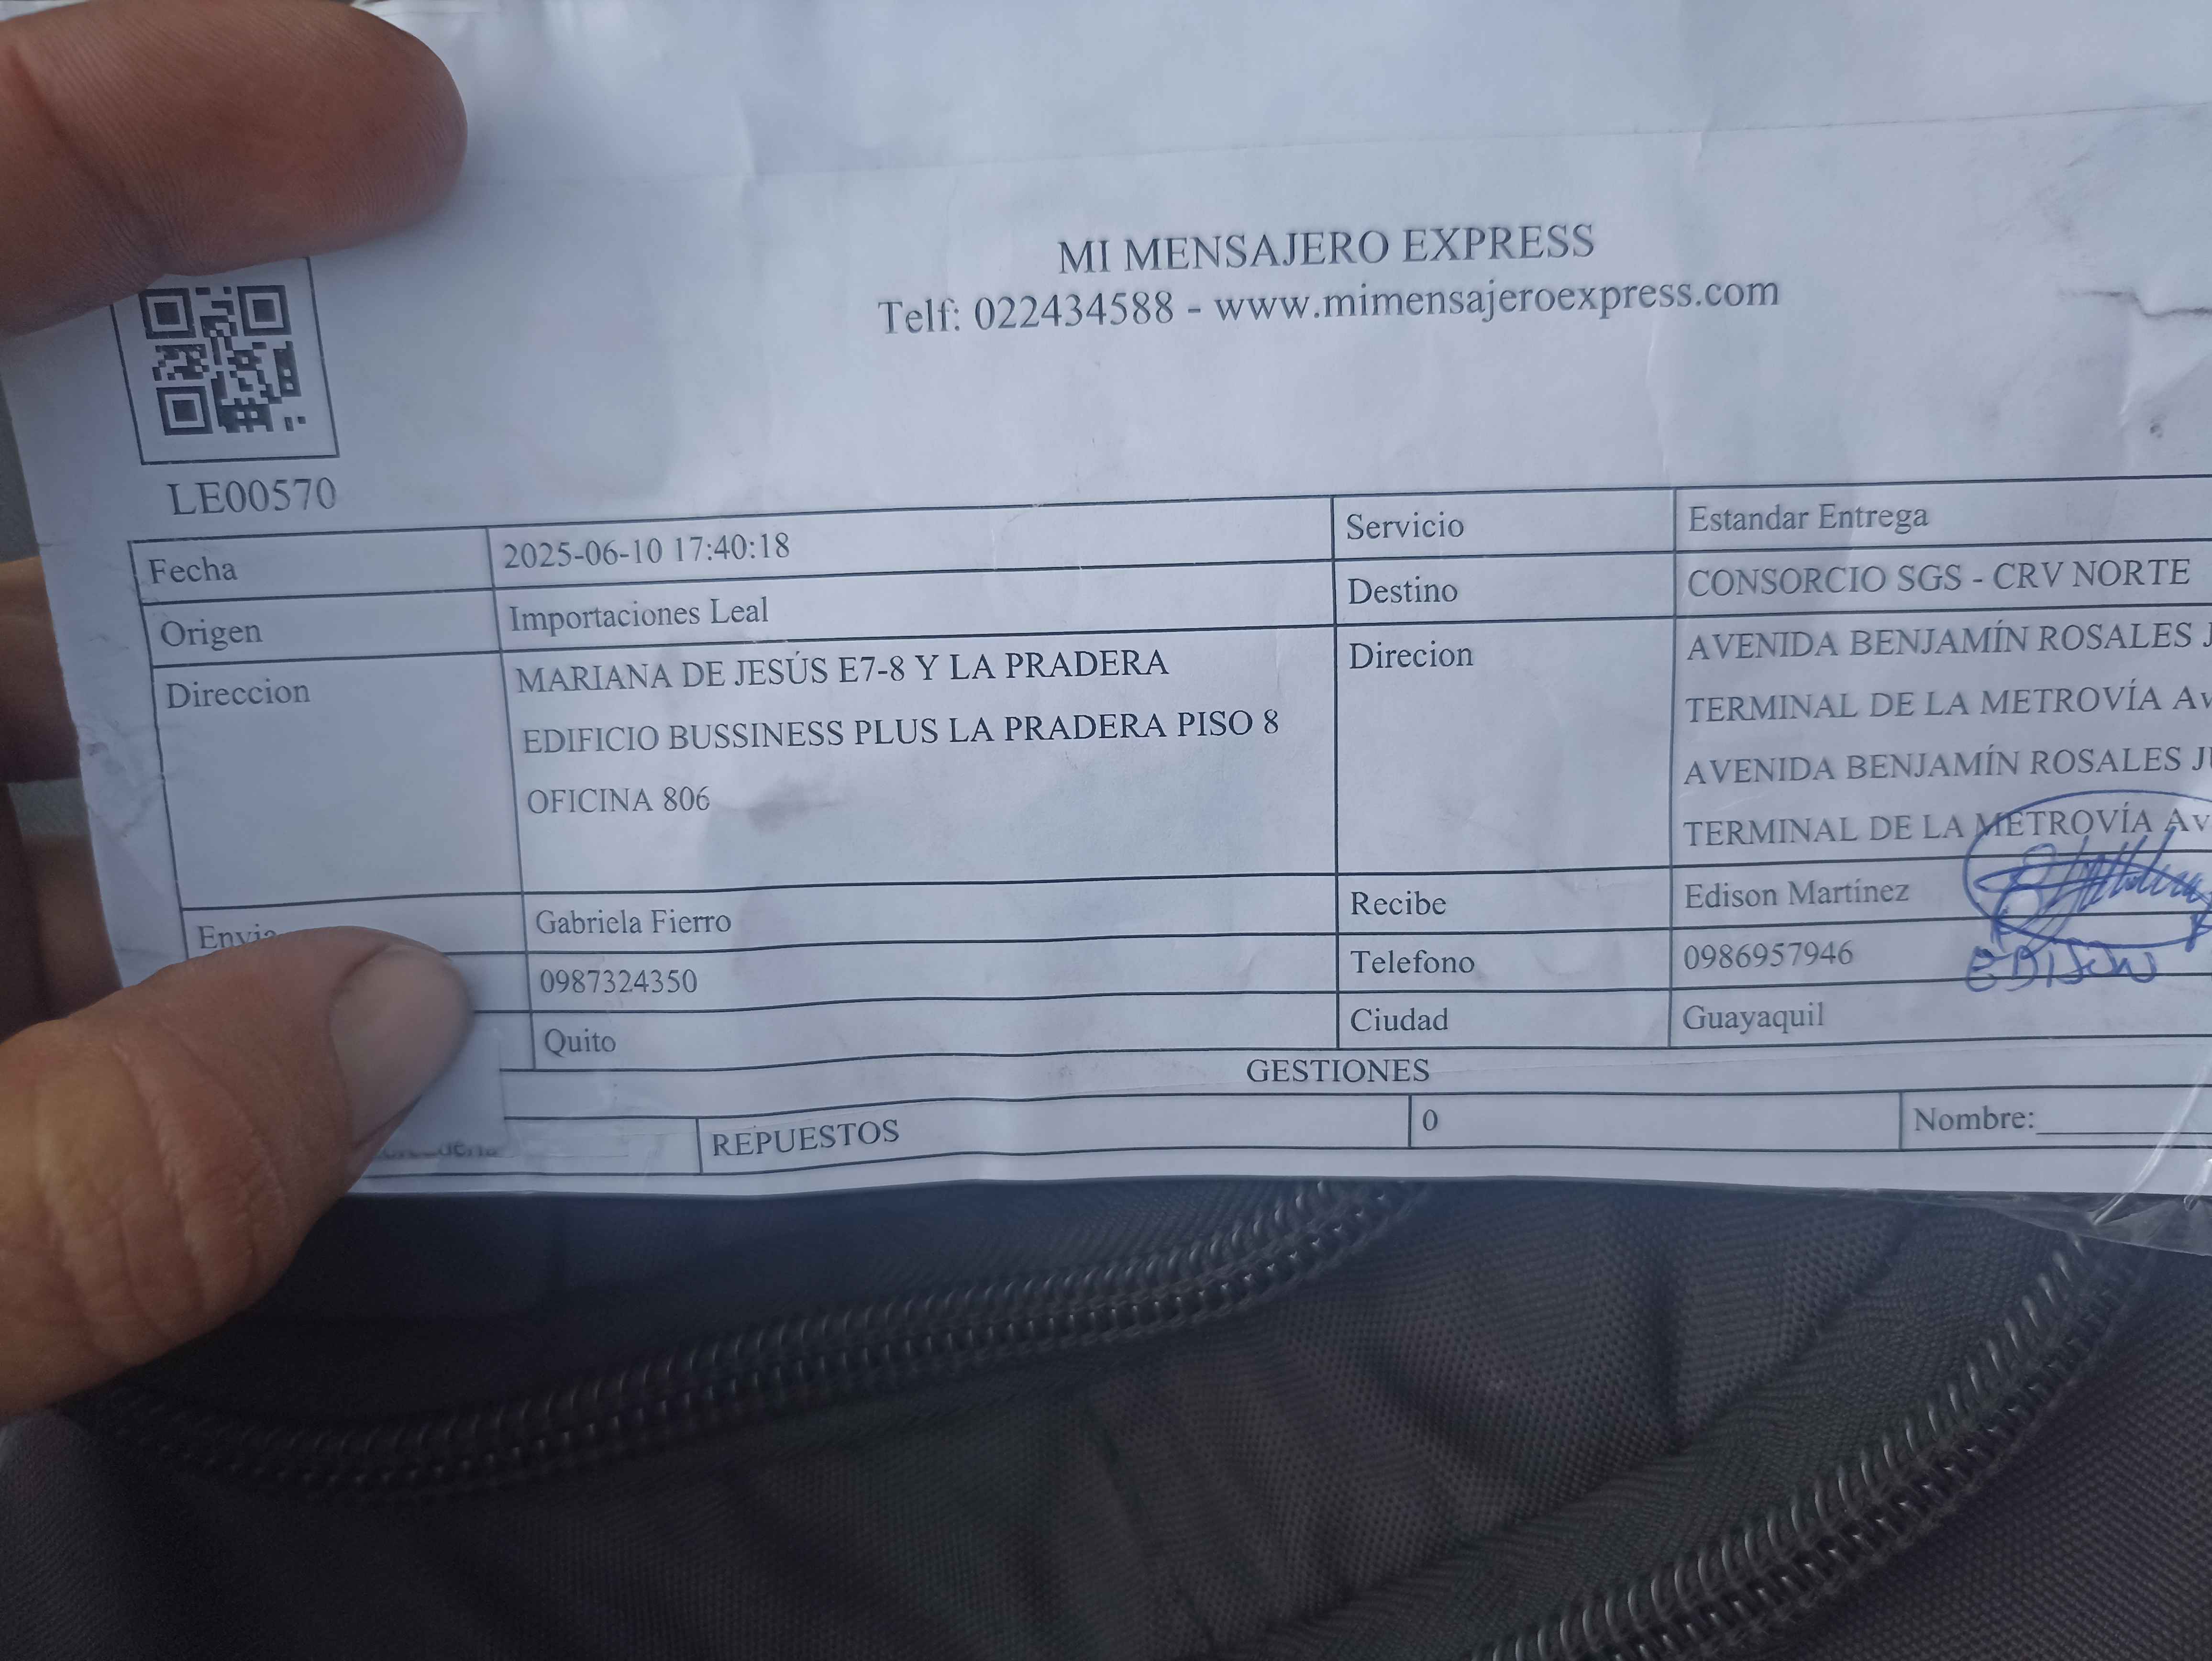 MI MENSAJERO EXPRESS
Telf: 022434588 - www.mimensajeroexpress.com
LE00570
Fecha 2025-06-10 17:40:18 Servicio Estandar Entrega
Origen Importaciones Leal Destino CONSORCIO SGS - CRV NORTE
Direccion MARIANA DE JESÚS E7-8 Y LA PRADERA Direcion AVENIDA BENJAMÍN ROSALES
EDIFICIO BUSSINESS PLUS LA PRADERA PISO 8 TERMINAL DE LA METROVÍA
OFICINA 806 AVENIDA BENJAMÍN ROSALES
TERMINAL DE LA METROVÍA
Gabriela Fierro Recibe Edison Martínez
0987324350 Telefono 0986957946
EDISON
Quito Ciudad Guayaquil
GESTIONES
REPUESTOS 0 Nombre: